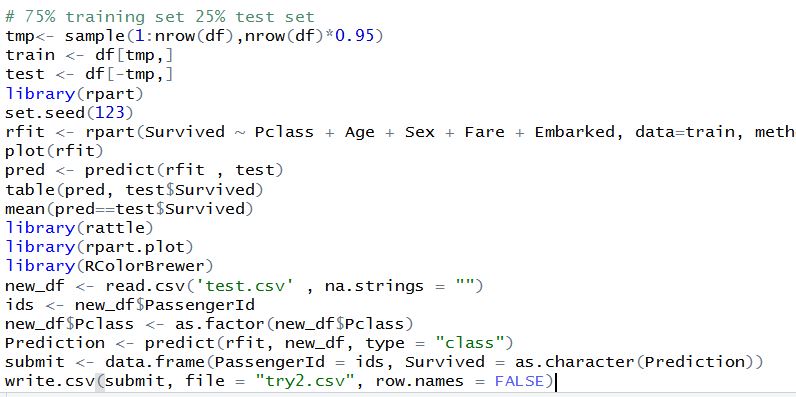 # 75% training set 25% test set
tmp<- sample(1:nrow(df),nrow(df)*0.95)
train <- df[tmp,]
test <- df[-tmp,]
library(rpart)
set.seed(123)
rfit <- rpart(Survived ~ Pclass + Age + Sex + Fare + Embarked, data=train, meth
plot(rfit)
pred <- predict(rfit , test)
table(pred, test$Survived)
mean(pred==test$Survived)
library(rattle)
library(rpart.plot)
library(RColorBrewer)
new_df <- read.csv('test.csv' , na.strings = "")
ids <- new_df$PassengerId
new_df$Pclass <- as.factor(new_df$Pclass)
Prediction <- predict(rfit, new_df, type = "class")
submit <- data.frame(PassengerId = ids, Survived = as.character(Prediction))
write.csv(submit, file = "try2.csv", row.names = FALSE)